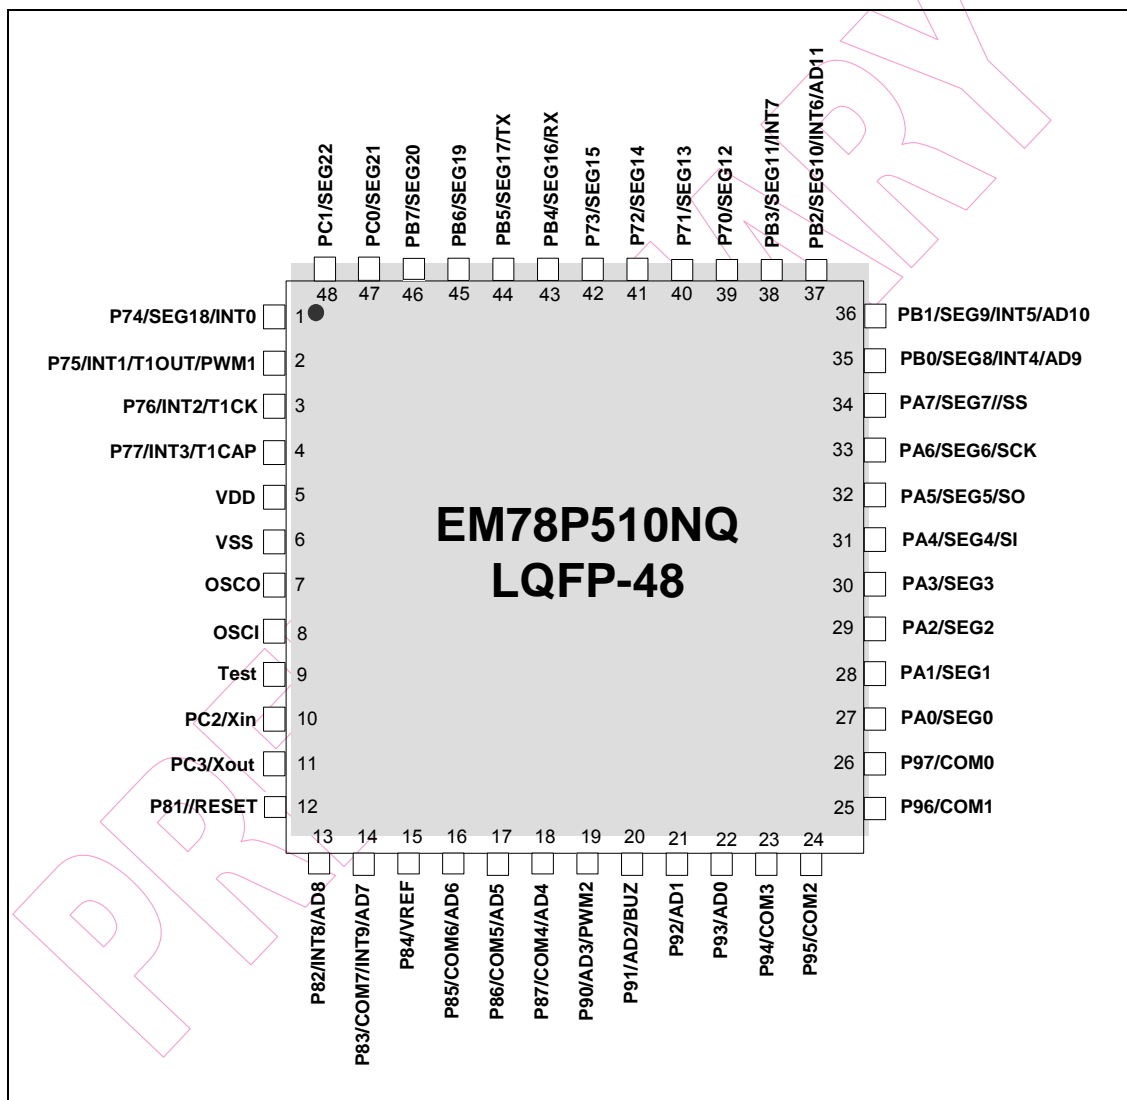 PC1/SEG22
PC0/SEG21
PB7/SEG20
PB6/SEG19
PB5/SEG17/TX
PB4/SEG16/RX
P73/SEG15
P72/SEG14
P71/SEG13
P70/SEG12
PB3/SEG11/INT7
PB2/SEG10/INT6/AD11
48 47 46 45 44 43 42 41 40 39 38 37
P74/SEG18/INT0 1
P75/INT1/T1OUT/PWM1 2
P76/INT2/T1CK 3
P77/INT3/T1CAP 4
VDD 5
VSS 6
OSCO 7
OSCI 8
Test 9
PC2/Xin 10
PC3/Xout 11
P81//RESET 12
EM78P510NQ
LQFP-48
36 PB1/SEG9/INT5/AD10
35 PB0/SEG8/INT4/AD9
34 PA7/SEG7//SS
33 PA6/SEG6/SCK
32 PA5/SEG5/SO
31 PA4/SEG4/SI
30 PA3/SEG3
29 PA2/SEG2
28 PA1/SEG1
27 PA0/SEG0
26 P97/COM0
25 P96/COM1
13 14 15 16 17 18 19 20 21 22 23 24
P82/INT8/AD8
P83/COM7/INT9/AD7
P84/VREF
P85/COM6/AD6
P86/COM5/AD5
P87/COM4/AD4
P90/AD3/PWM2
P91/AD2/BUZ
P92/AD1
P93/AD0
P94/COM3
P95/COM2